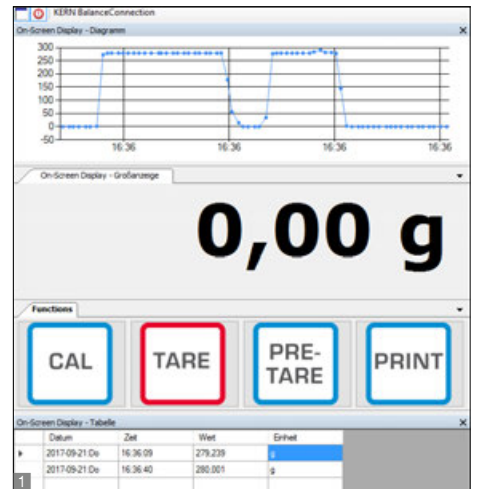 KERN BalanceConnection
On-Screen Display - Diagramm
300
250
200
150
100
50
0
-50
16:36 16:36 16:36 16:36
On-Screen Display - Großanzeige
0,00 g
Functions
CAL TARE PRE-TARE PRINT
On-Screen Display - Tabelle
Datum Zeit Wert Einheit
2017-09-21 Do 16:36:09 279,239 g
2017-09-21 Do 16:36:40 280,001 g
1